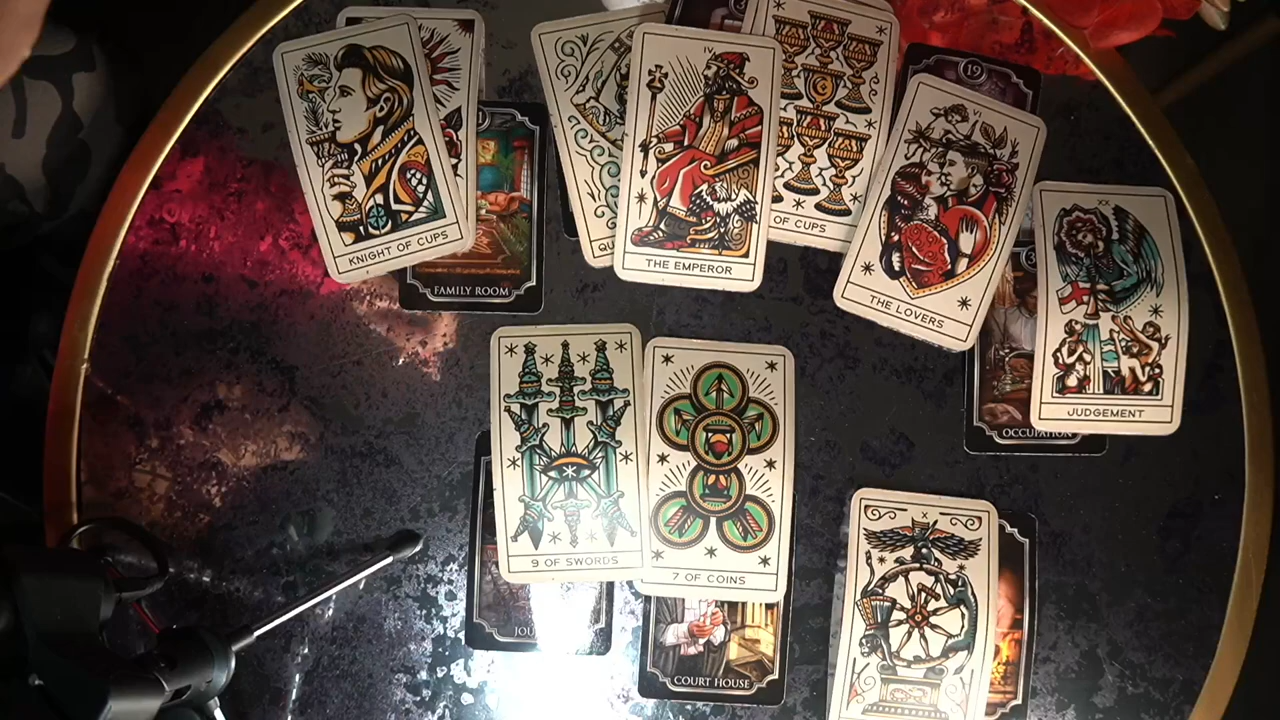 KNIGHT OF CUPS
FAMILY ROOM
IV
THE EMPEROR
OF CUPS
19
VI
THE LOVERS
XX
JUDGEMENT
OCCUPATION
9 OF SWORDS
7 OF COINS
COURT HOUSE
X